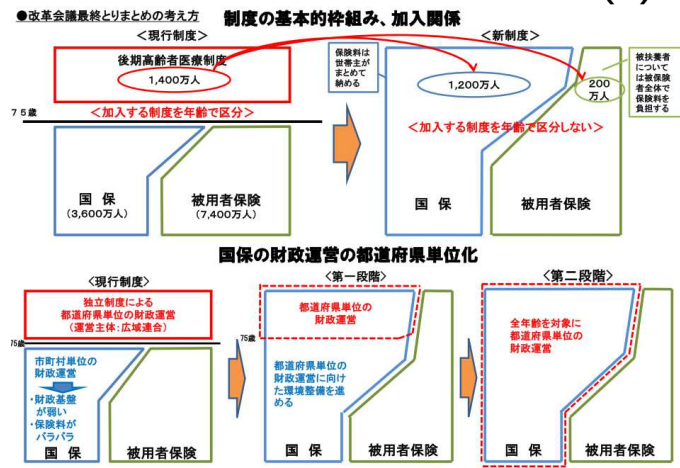 ●改革会議最終とりまとめの考え方
制度の基本的枠組み、加入関係
<現行制度>
後期高齢者医療制度
1,400万人
<加入する制度を年齢で区分>
75歳
国 保
(3,600万人)
被用者保険
(7,400万人)
<新制度>
保険料は
世帯主が
まとめて
納める
1,200万人
200
万人
被扶養者
について
は被保険
者全体で
保険料を
負担する
<加入する制度を年齢で区分しない>
国 保
被用者保険
国保の財政運営の都道府県単位化
<現行制度>
独立制度による
都道府県単位の財政運営
(運営主体:広域連合)
75歳
市町村単位の
財政運営
・財政基盤
が弱い
・保険料が
バラバラ
国 保
被用者保険
<第一段階>
都道府県単位の
財政運営
75歳
都道府県単位の
財政運営に向け
た環境整備を
進める
国 保
被用者保険
<第二段階>
全年齢を対象に
都道府県単位の
財政運営
国 保
被用者保険